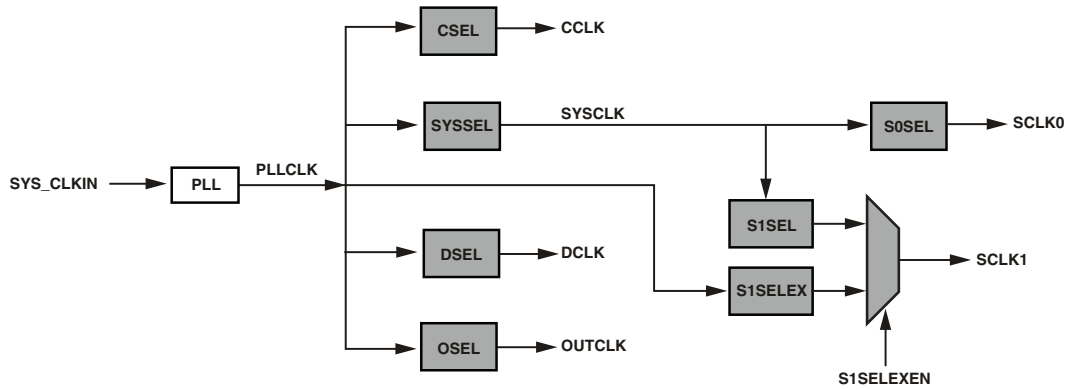 CSEL
CCLK
SYSSEL
SYSCLK
S0SEL
SCLK0
SYS_CLKIN
PLL
PLLCLK
S1SEL
DSEL
DCLK
SCLK1
S1SELEX
OSEL
OUTCLK
S1SELEXEN